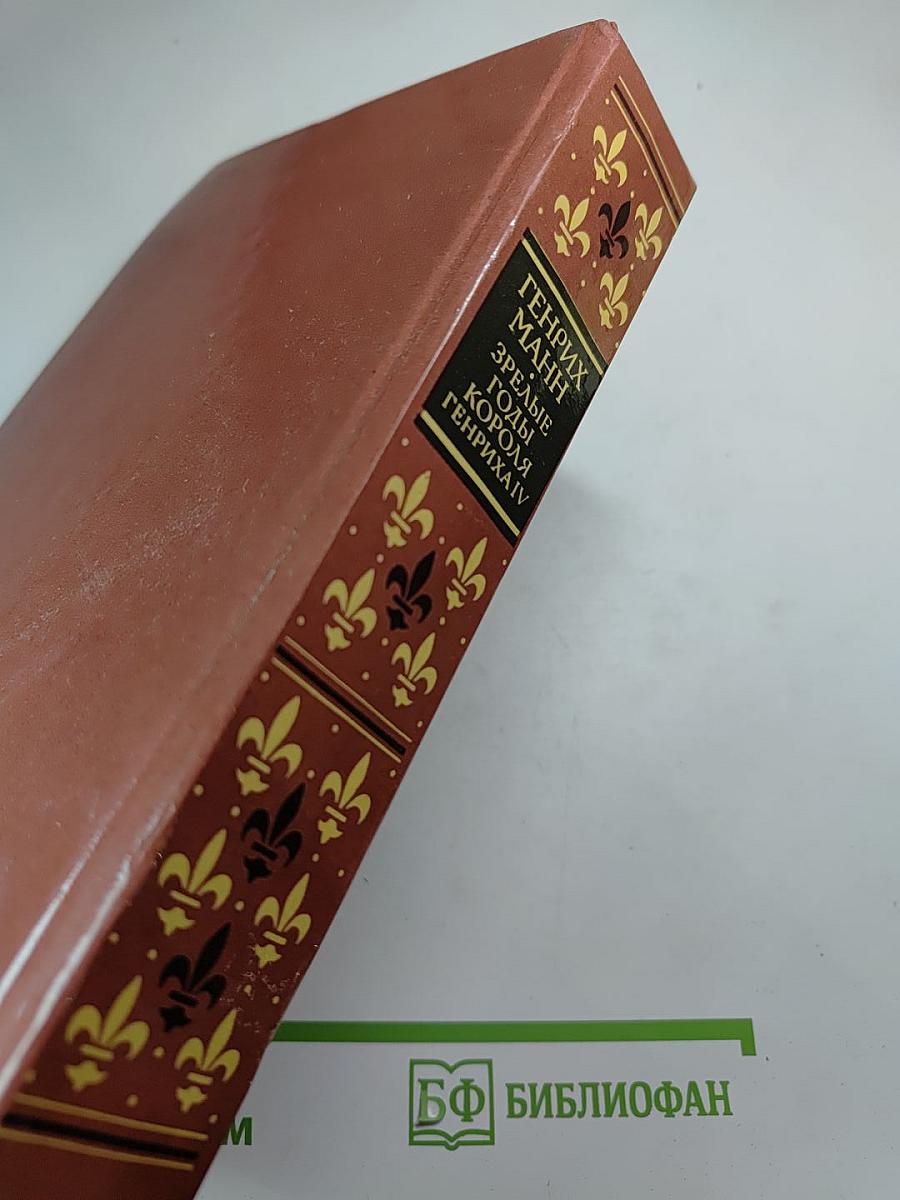 ГЕНРИХ
МАНН
ЗРЕЛЫЕ
ГОДЫ
КОРОЛЯ
ГЕНРИХА IV
БФ БИБЛИОФАН
м